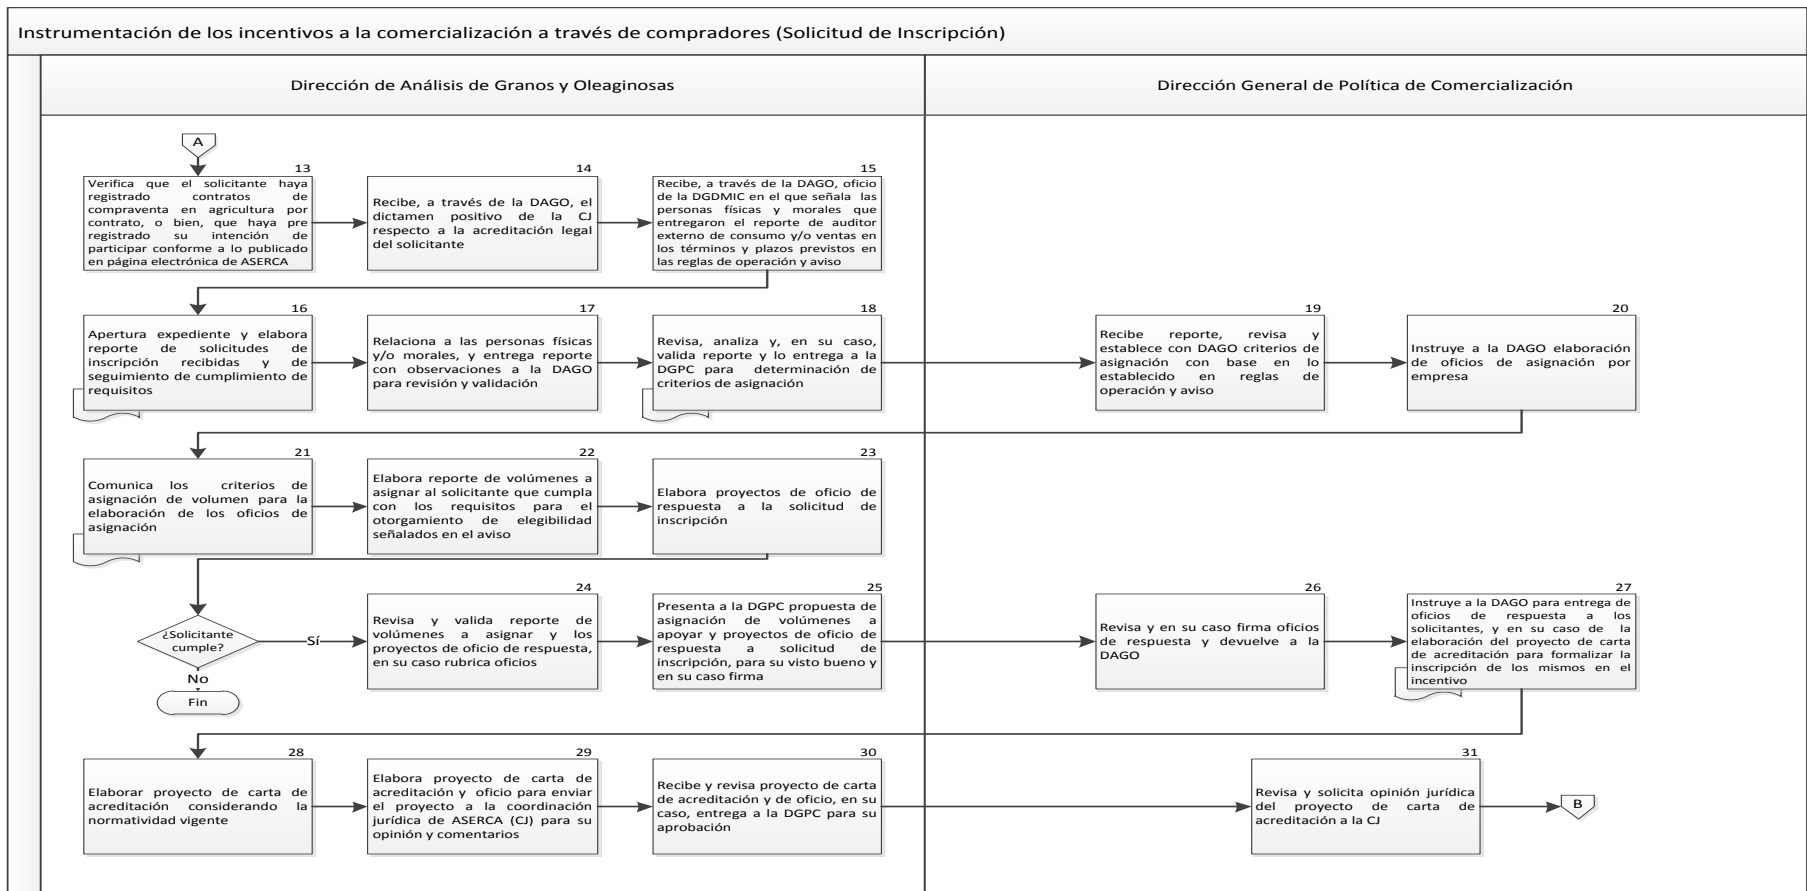 Instrumentación de los incentivos a la comercialización a través de compradores (Solicitud de Inscripción)
Dirección de Análisis de Granos y Oleaginosas
Dirección General de Política de Comercialización
A
13
Verifica que el solicitante haya
registrado contratos de
compraventa en agricultura por
contrato, o bien, que haya pre
registrado su intención de
participar conforme a lo publicado
en página electrónica de ASERCA
14
Recibe, a través de la DAGO, el
dictamen positivo de la CJ
respecto a la acreditación legal
del solicitante
15
Recibe, a través de la DAGO, oficio
de la DGDMIC en el que señala las
personas físicas y morales que
entregaron el reporte de auditor
externo de consumo y/o ventas en
los términos y plazos previstos en
las reglas de operación y aviso
16
Apertura expediente y elabora
reporte de solicitudes de
inscripción recibidas y de
seguimiento de cumplimiento de
requisitos
17
Relaciona a las personas físicas
y/o morales, y entrega reporte
con observaciones a la DAGO
para revisión y validación
18
Revisa, analiza y, en su caso,
valida reporte y lo entrega a la
DGPC para determinación de
criterios de asignación
19
Recibe reporte, revisa y
establece con DAGO criterios de
asignación con base en lo
establecido en reglas de
operación y aviso
20
Instruye a la DAGO elaboración
de oficios de asignación por
empresa
21
Comunica los criterios de
asignación de volumen para la
elaboración de los oficios de
asignación
22
Elabora reporte de volúmenes a
asignar al solicitante que cumpla
con los requisitos para el
otorgamiento de elegibilidad
señalados en el aviso
23
Elabora proyectos de oficio de
respuesta a la solicitud de
inscripción
¿Solicitante
cumple?
Sí
No
Fin
24
Revisa y valida reporte de
volúmenes a asignar y los
proyectos de oficio de respuesta,
en su caso rubrica oficios
25
Presenta a la DGPC propuesta de
asignación de volúmenes a
apoyar y proyectos de oficio de
respuesta a solicitud de
inscripción, para su visto bueno y
en su caso firma
26
Revisa y en su caso firma oficios
de respuesta y devuelve a la
DAGO
27
Instruye a la DAGO para entrega de
oficios de respuesta a los
solicitantes, y en su caso de la
elaboración del proyecto de carta
de acreditación para formalizar la
inscripción de los mismos en el
incentivo
28
Elaborar proyecto de carta de
acreditación considerando la
normatividad vigente
29
Elabora proyecto de carta de
acreditación y oficio para enviar
el proyecto a la coordinación
jurídica de ASERCA (CJ) para su
opinión y comentarios
30
Recibe y revisa proyecto de carta
de acreditación y de oficio, en su
caso, entrega a la DGPC para su
aprobación
31
Revisa y solicita opinión jurídica
del proyecto de carta de
acreditación a la CJ
B